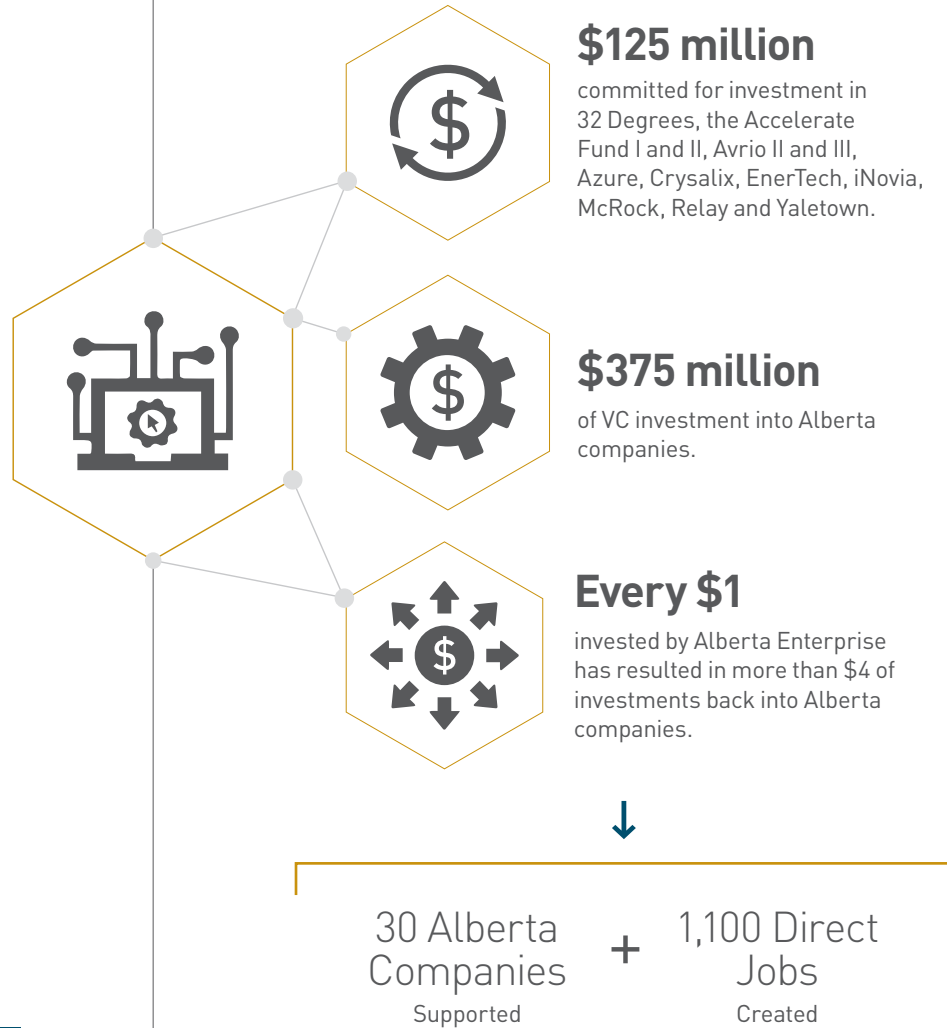 $125 million
committed for investment in
32 Degrees, the Accelerate
Fund I and II, Avrio II and III,
Azure, Crysalix, EnerTech, iNovia,
McRock, Relay and Yaletown.
$
$375 million
of VC investment into Alberta
companies.
$
Every $1
invested by Alberta Enterprise
has resulted in more than $4 of
investments back into Alberta
companies.
$
30 Alberta
Companies
Supported
+
1,100 Direct
Jobs
Created